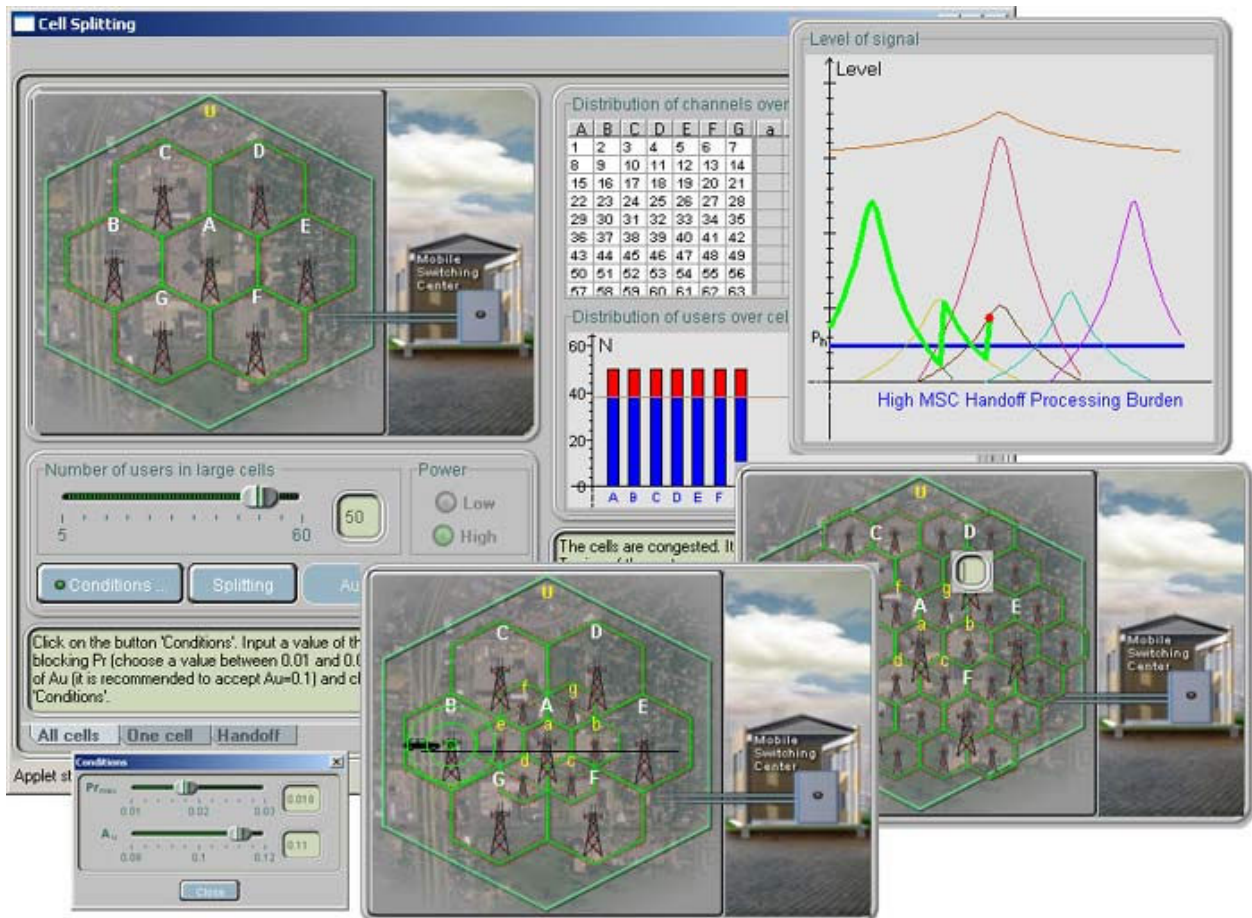 Cell Splitting
U
C D
B A E
G F
Mobile
Switching
Center
Distribution of channels over
A B C D E F G a
1 2 3 4 5 6 7
8 9 10 11 12 13 14
15 16 17 18 19 20 21
22 23 24 25 26 27 28
29 30 31 32 33 34 35
36 37 38 39 40 41 42
43 44 45 46 47 48 49
50 51 52 53 54 55 56
57 58 59 60 61 62 63
Distribution of users over cel
N
60
40
20
0
A B C D E F
Level of signal
Level
Ph
High MSC Handoff Processing Burden
Number of users in large cells
5 60
50
Power
Low
High
Conditions ..
Splitting
Au
The cells are congested. It
Click on the button 'Conditions'. Input a value of th
blocking Pr (choose a value between 0.01 and 0.0
of Au (it is recommended to accept Au=0.1) and cl
'Conditions'.
All cells
One cell
Handoff
Applet st
Conditions
Pr max
0.01 0.02 0.03
0.018
Au
0.08 0.1 0.12
0.11
Close
U
C D
f g
B A E
e a b
d c
G F
Mobile
Switching
Center
U
C D
f g
A E
a b
d c
F
Mobile
Switching
Center